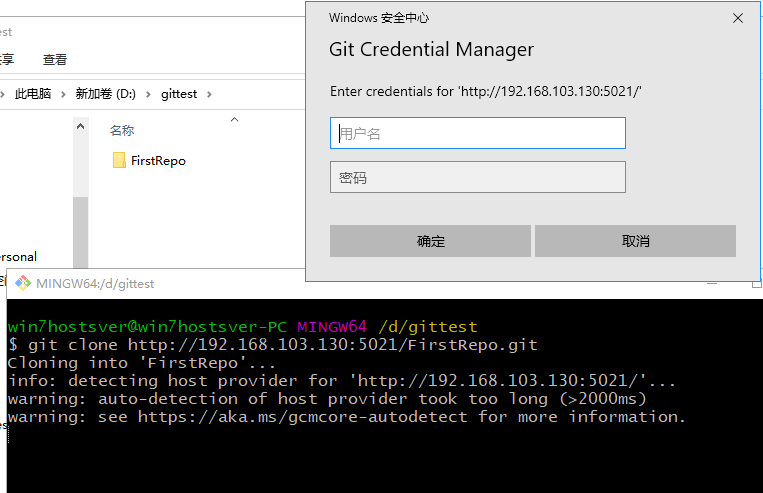 est
Windows 安全中心
Git Credential Manager
共享 查看
Enter credentials for 'http://192.168.103.130:5021/'
此电脑 新加卷 (D:) gittest
用户名
名称
FirstRepo
密码
确定 取消
ersonal
MINGW64:/d/gittest
win7hostsver@win7hostsver-PC MINGW64 /d/gittest
$ git clone http://192.168.103.130:5021/FirstRepo.git
Cloning into 'FirstRepo'...
info: detecting host provider for 'http://192.168.103.130:5021/'...
warning: auto-detection of host provider took too long (>2000ms)
warning: see https://aka.ms/gcmcore-autodetect for more information.